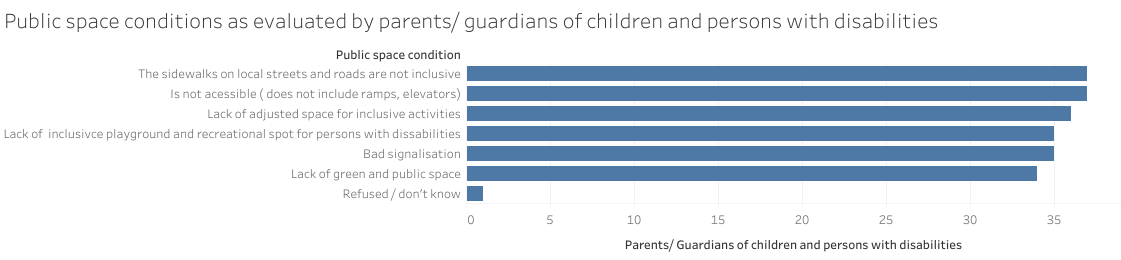 Public space conditions as evaluated by parents/ guardians of children and persons with disabilities
Public space condition
The sidewalks on local streets and roads are not inclusive
Is not acessible ( does not include ramps, elevators)
Lack of adjusted space for inclusive activities
Lack of  inclusivce playground and recreational spot for persons with dissabilities
Bad signalisation
Lack of green and public space
Refused / don't know
0 5 10 15 20 25 30 35
Parents/ Guardians of children and persons with disabilities